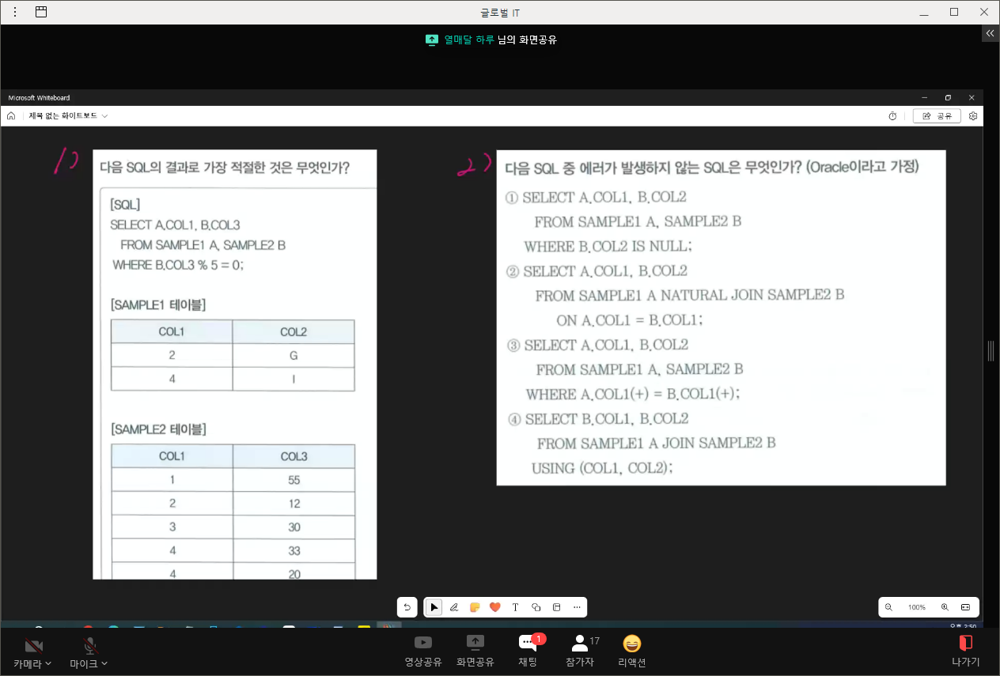 글로벌 IT
열매달 하루 님의 화면공유
Microsoft Whiteboard
제목 없는 화이트보드
공유
1)
다음 SQL의 결과로 가장 적절한 것은 무엇인가?
[SQL]
SELECT A.COL1, B.COL3
FROM SAMPLE1 A, SAMPLE2 B
WHERE B.COL3 % 5 = 0;
[SAMPLE1 테이블]
COL1 COL2
2 G
4 I
[SAMPLE2 테이블]
COL1 COL3
1 55
2 12
3 30
4 33
4 20
2)
다음 SQL 중 에러가 발생하지 않는 SQL은 무엇인가? (Oracle이라고 가정)
① SELECT A.COL1, B.COL2
FROM SAMPLE1 A, SAMPLE2 B
WHERE B.COL2 IS NULL;
② SELECT A.COL1, B.COL2
FROM SAMPLE1 A NATURAL JOIN SAMPLE2 B
ON A.COL1 = B.COL1;
③ SELECT A.COL1, B.COL2
FROM SAMPLE1 A, SAMPLE2 B
WHERE A.COL1(+) = B.COL1(+);
④ SELECT B.COL1, B.COL2
FROM SAMPLE1 A JOIN SAMPLE2 B
USING (COL1, COL2);
T
100%
오후 2:50
카메라
마이크
영상공유
화면공유
1
채팅
17
참가자
리액션
나가기